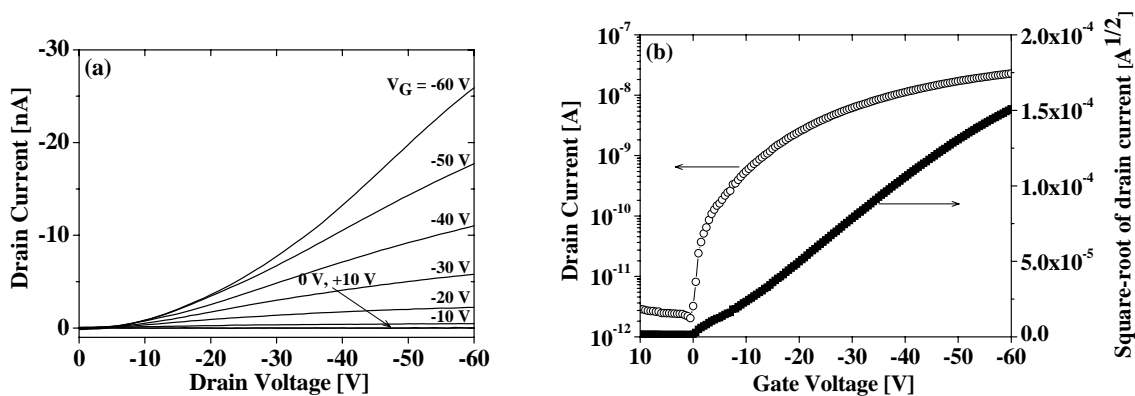 (a)
Drain Current [nA]
-30
-20
-10
0
V_G = -60 V
-50 V
-40 V
-30 V
0 V, +10 V
-20 V
-10 V
0 -10 -20 -30 -40 -50 -60
Drain Voltage [V]
(b)
Drain Current [A]
10^-7
10^-8
10^-9
10^-10
10^-11
10^-12
2.0x10^-4
1.5x10^-4
1.0x10^-4
5.0x10^-5
0.0
Square-root of drain current [A^1/2]
10 0 -10 -20 -30 -40 -50 -60
Gate Voltage [V]